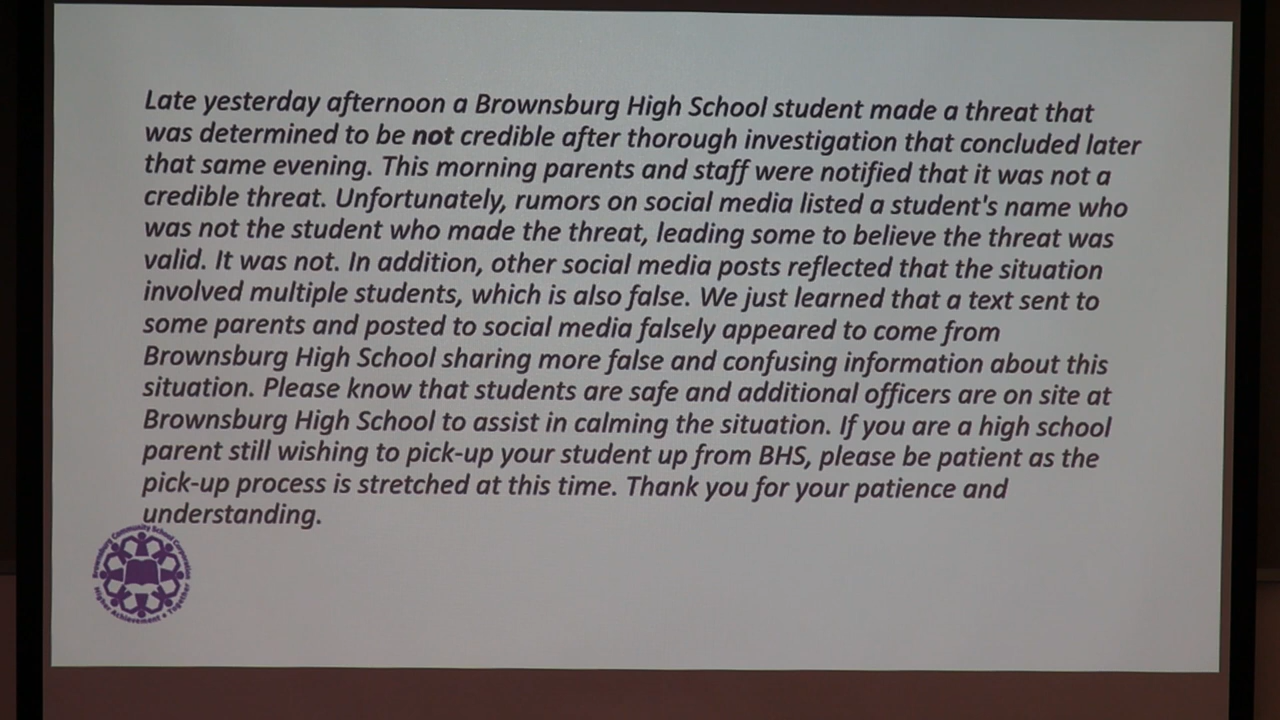 Late yesterday afternoon a Brownsburg High School student made a threat that
was determined to be not credible after thorough investigation that concluded later
that same evening. This morning parents and staff were notified that it was not a
credible threat. Unfortunately, rumors on social media listed a student's name who
was not the student who made the threat, leading some to believe the threat was
valid. It was not. In addition, other social media posts reflected that the situation
involved multiple students, which is also false. We just learned that a text sent to
some parents and posted to social media falsely appeared to come from
Brownsburg High School sharing more false and confusing information about this
situation. Please know that students are safe and additional officers are on site at
Brownsburg High School to assist in calming the situation. If you are a high school
parent still wishing to pick-up your student up from BHS, please be patient as the
pick-up process is stretched at this time. Thank you for your patience and
understanding.
Brownsburg Community School Corporation
Higher Achievement • Together